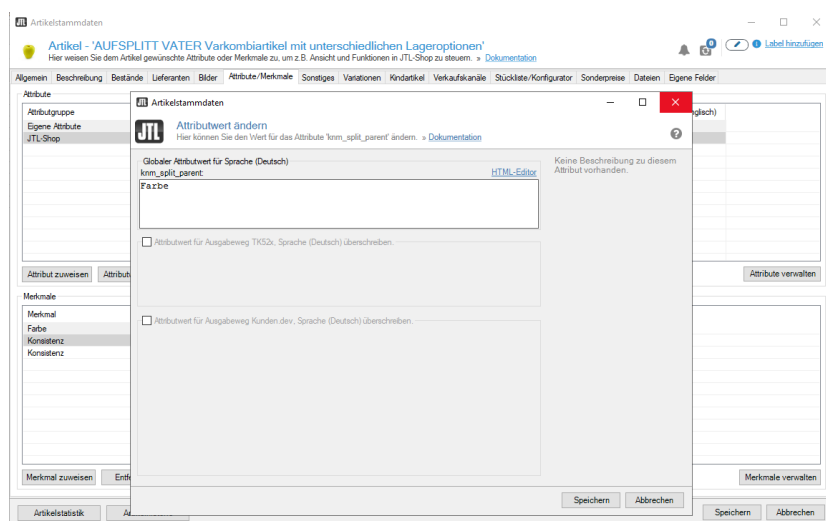 JTL Artikelstammdaten
Artikel - 'AUFSPLITT VATER Varkombiartikel mit unterschiedlichen Lageroptionen'
Hier weisen Sie dem Artikel gewünschte Attribute oder Merkmale zu, um z.B. Ansicht und Funktionen in JTL-Shop zu steuern. » Dokumentation
0
Label hinzufügen
Allgemein Beschreibung Bestände Lieferanten Bilder Attribute/Merkmale Sonstiges Variationen Kindartikel Verkaufskanäle Stückliste/Konfigurator Sonderpreise Dateien Eigene Felder
Attribute
Attributgruppe
Eigene Attribute
JTL-Shop
glisch)
JTL Artikelstammdaten
JTL
Attributwert ändern
Hier können Sie den Wert für das Attribute 'knm_split_parent' ändern. » Dokumentation
Globaler Attributwert für Sprache (Deutsch)
knm_split_parent:
HTML-Editor
Farbe
Keine Beschreibung zu diesem
Attribut vorhanden.
Attributwert für Ausgabeweg TK52x, Sprache (Deutsch) überschreiben.
Attributwert für Ausgabeweg Kunden.dev, Sprache (Deutsch) überschreiben.
Speichern Abbrechen
Attribut zuweisen
Attribute verwalten
Merkmale
Merkmal
Farbe
Konsistenz
Konsistenz
Merkmal zuweisen
Merkmale verwalten
Artikelstatistik
Speichern Abbrechen